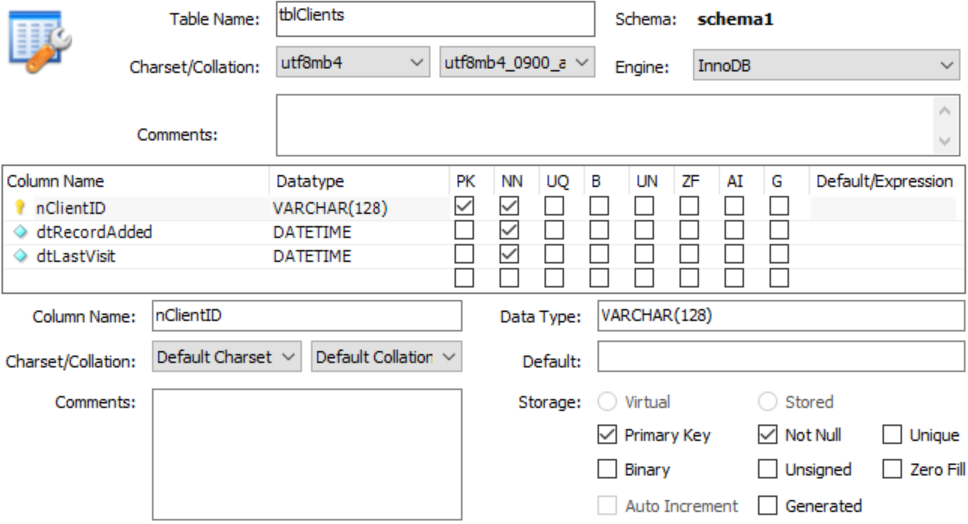 Table Name: tblClients Schema: schema1
Charset/Collation: utf8mb4 utf8mb4_0900_a Engine: InnoDB
Comments:
Column Name Datatype PK NN UQ B UN ZF AI G Default/Expression
nClientID VARCHAR(128)
dtRecordAdded DATETIME
dtLastVisit DATETIME
Column Name: nClientID Data Type: VARCHAR(128)
Charset/Collation: Default Charset Default Collation Default:
Comments: Storage: Virtual Stored
Primary Key Not Null Unique
Binary Unsigned Zero Fill
Auto Increment Generated